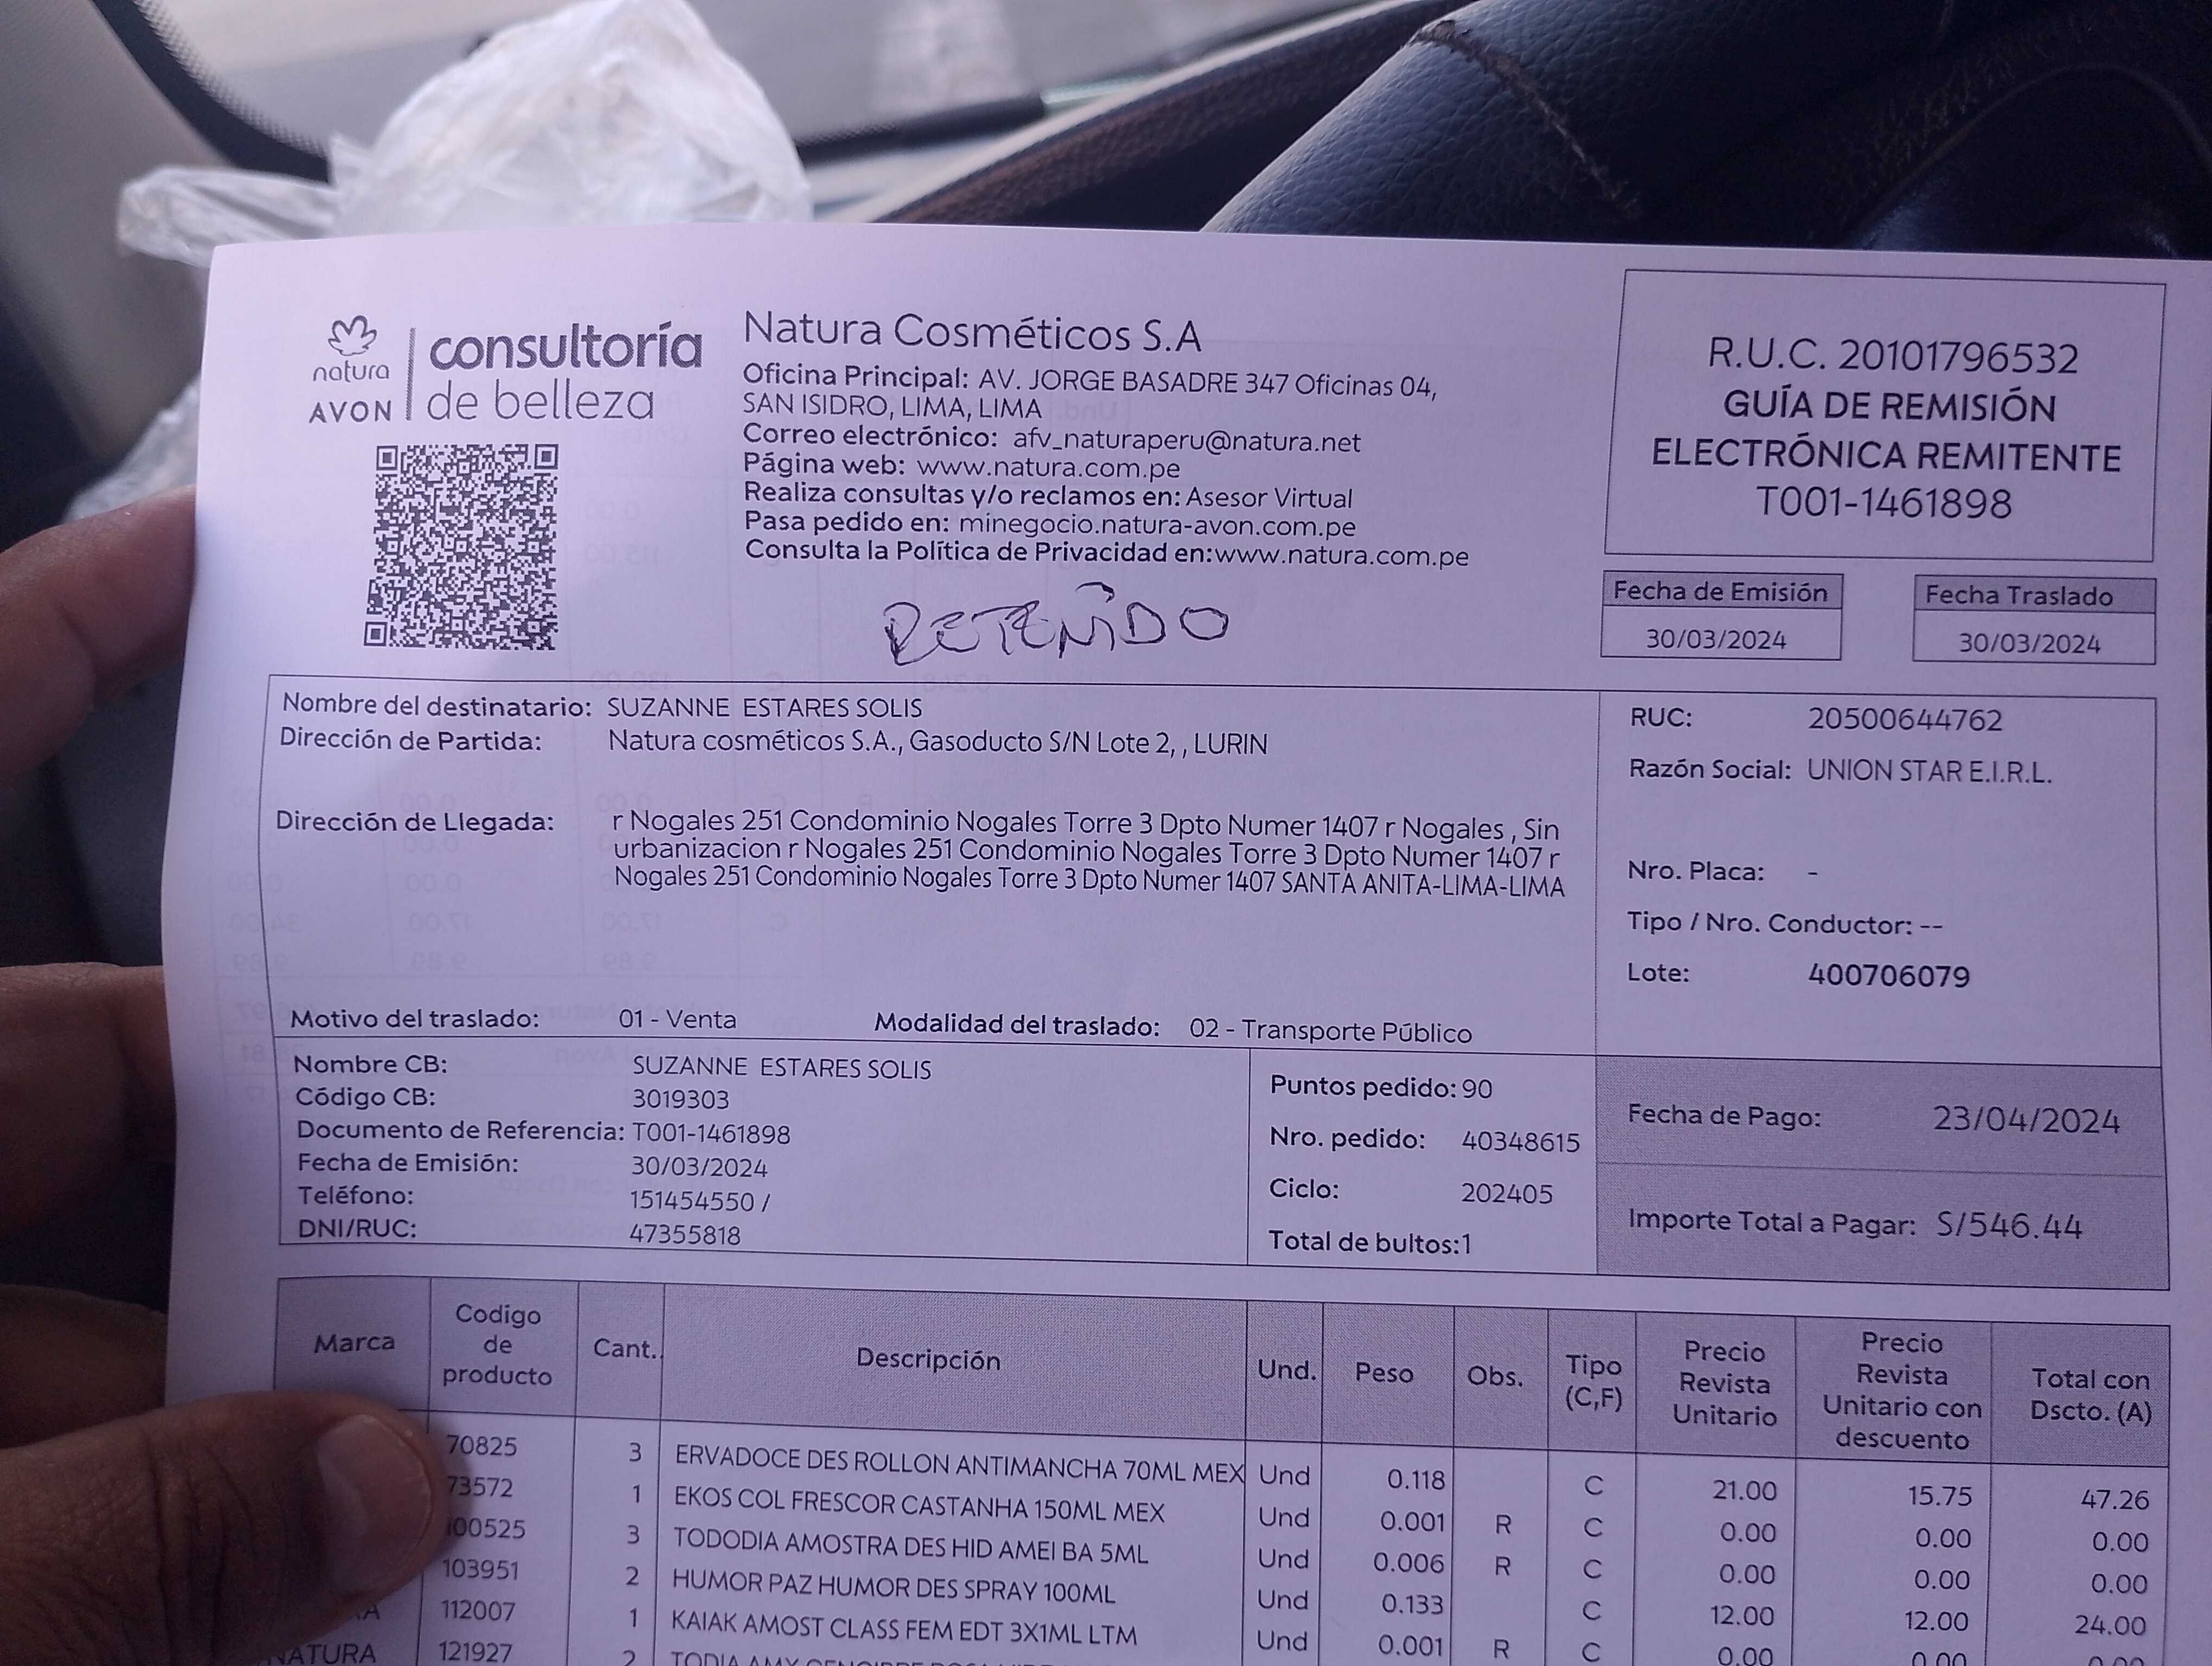 natura
AVON
consultoría
de belleza
Natura Cosméticos S.A
Oficina Principal: AV. JORGE BASADRE 347 Oficinas 04,
SAN ISIDRO, LIMA, LIMA
Correo electrónico: afv_naturaperu@natura.net
Página web: www.natura.com.pe
Realiza consultas y/o reclamos en: Asesor Virtual
Pasa pedido en: minegocio.natura-avon.com.pe
Consulta la Política de Privacidad en:www.natura.com.pe
R.U.C. 20101796532
GUÍA DE REMISIÓN
ELECTRÓNICA REMITENTE
T001-1461898
Fecha de Emisión
30/03/2024
Fecha Traslado
30/03/2024
Nombre del destinatario: SUZANNE ESTARES SOLIS
Dirección de Partida: Natura cosméticos S.A., Gasoducto S/N Lote 2, , LURIN
Dirección de Llegada: r Nogales 251 Condominio Nogales Torre 3 Dpto Numer 1407 r Nogales , Sin
urbanizacion r Nogales 251 Condominio Nogales Torre 3 Dpto Numer 1407 r
Nogales 251 Condominio Nogales Torre 3 Dpto Numer 1407 SANTA ANITA-LIMA-LIMA
Motivo del traslado: 01 - Venta Modalidad del traslado: 02 - Transporte Público
RUC: 20500644762
Razón Social: UNION STAR E.I.R.L.
Nro. Placa: -
Tipo / Nro. Conductor: --
Lote: 400706079
Nombre CB: SUZANNE ESTARES SOLIS
Código CB: 3019303
Documento de Referencia: T001-1461898
Fecha de Emisión: 30/03/2024
Teléfono: 151454550 /
DNI/RUC: 47355818
Puntos pedido: 90
Nro. pedido: 40348615
Ciclo: 202405
Total de bultos:1
Fecha de Pago: 23/04/2024
Importe Total a Pagar: S/546.44
Marca Codigo de producto Cant. Descripción Und. Peso Obs. Tipo (C,F) Precio Revista Unitario Precio Revista Unitario con descuento Total con Dscto. (A)
70825 3 ERVADOCE DES ROLLON ANTIMANCHA 70ML MEX Und 0.118 C 21.00 15.75 47.26
73572 1 EKOS COL FRESCOR CASTANHA 150ML MEX Und 0.001 R C 0.00 0.00 0.00
100525 3 TODODIA AMOSTRA DES HID AMEI BA 5ML Und 0.006 R C 0.00 0.00 0.00
103951 2 HUMOR PAZ HUMOR DES SPRAY 100ML Und 0.133 C 12.00 12.00 24.00
112007 1 KAIAK AMOST CLASS FEM EDT 3X1ML LTM Und 0.001 R C 0.00 0.00 0.00
NATURA 121927 2